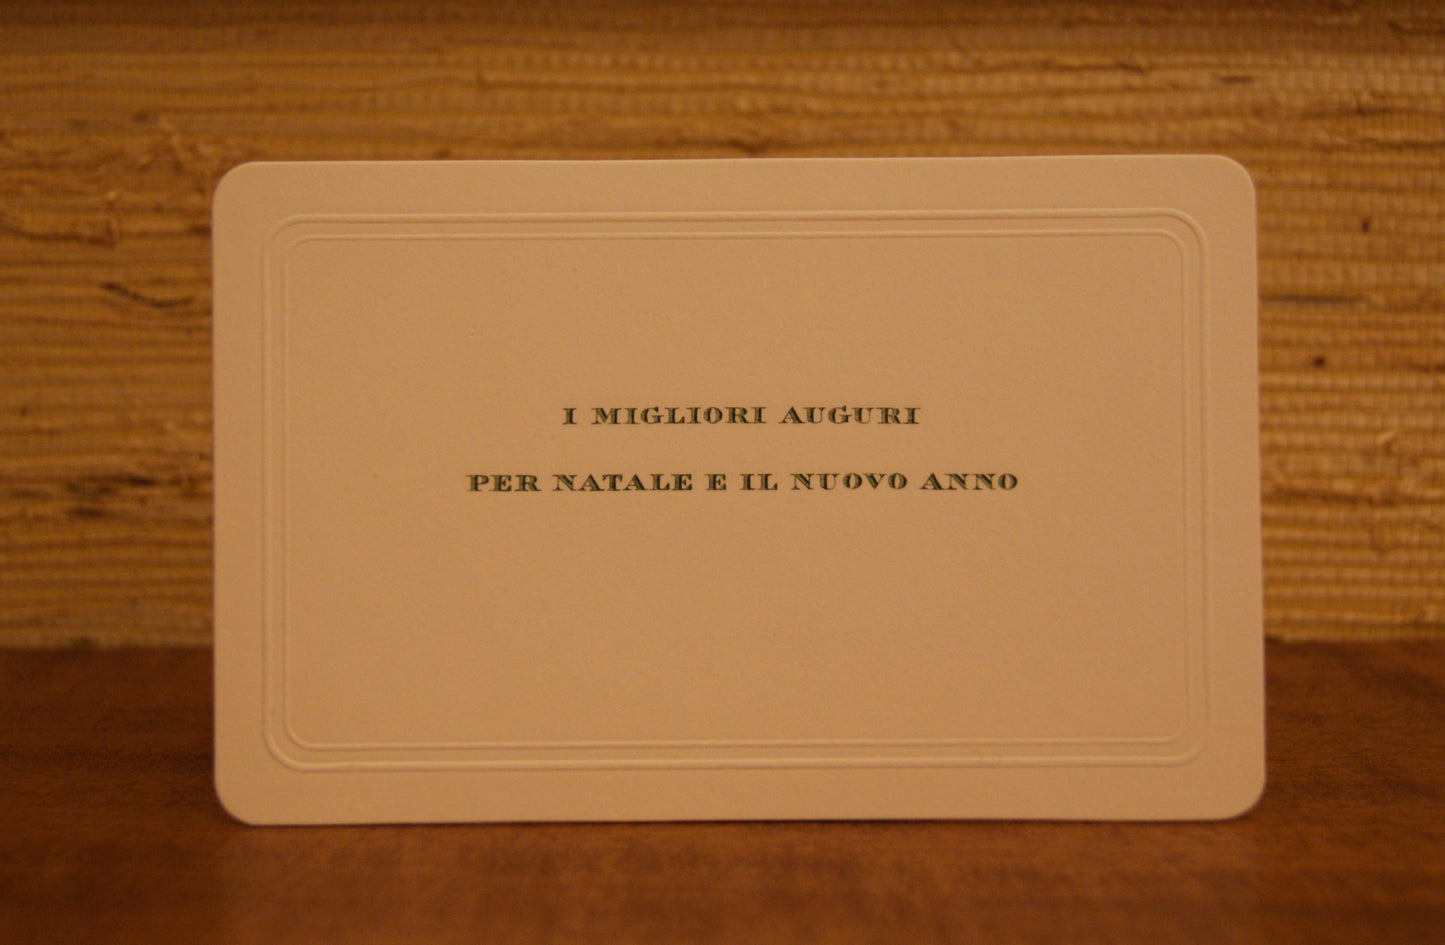 I MIGLIORI AUGURI
PER NATALE E IL NUOVO ANNO